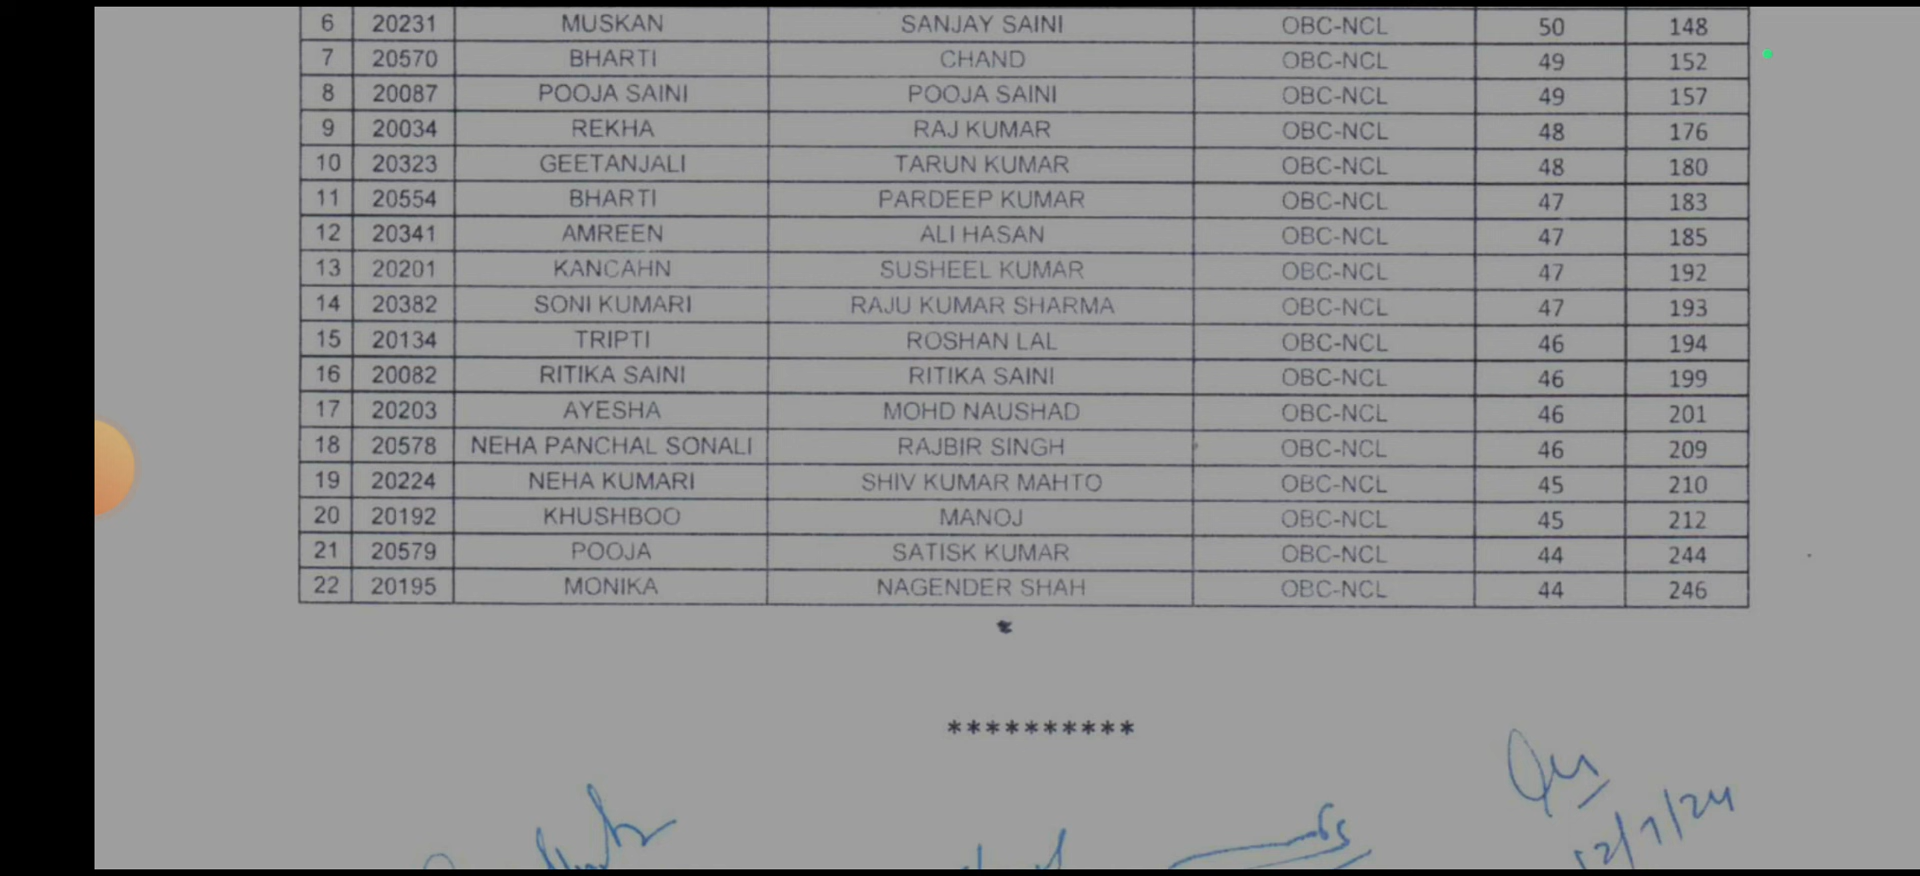 6 20231 MUSKAN SANJAY SAINI OBC-NCL 50 148
7 20570 BHARTI CHAND OBC-NCL 49 152
8 20087 POOJA SAINI POOJA SAINI OBC-NCL 49 157
9 20034 REKHA RAJ KUMAR OBC-NCL 48 176
10 20323 GEETANJALI TARUN KUMAR OBC-NCL 48 180
11 20554 BHARTI PARDEEP KUMAR OBC-NCL 47 183
12 20341 AMREEN ALI HASAN OBC-NCL 47 185
13 20201 KANCAHN SUSHEEL KUMAR OBC-NCL 47 192
14 20382 SONI KUMARI RAJU KUMAR SHARMA OBC-NCL 47 193
15 20134 TRIPTI ROSHAN LAL OBC-NCL 46 194
16 20082 RITIKA SAINI RITIKA SAINI OBC-NCL 46 199
17 20203 AYESHA MOHD NAUSHAD OBC-NCL 46 201
18 20578 NEHA PANCHAL SONALI RAJBIR SINGH OBC-NCL 46 209
19 20224 NEHA KUMARI SHIV KUMAR MAHTO OBC-NCL 45 210
20 20192 KHUSHBOO MANOJ OBC-NCL 45 212
21 20579 POOJA SATISK KUMAR OBC-NCL 44 244
22 20195 MONIKA NAGENDER SHAH OBC-NCL 44 246
**********